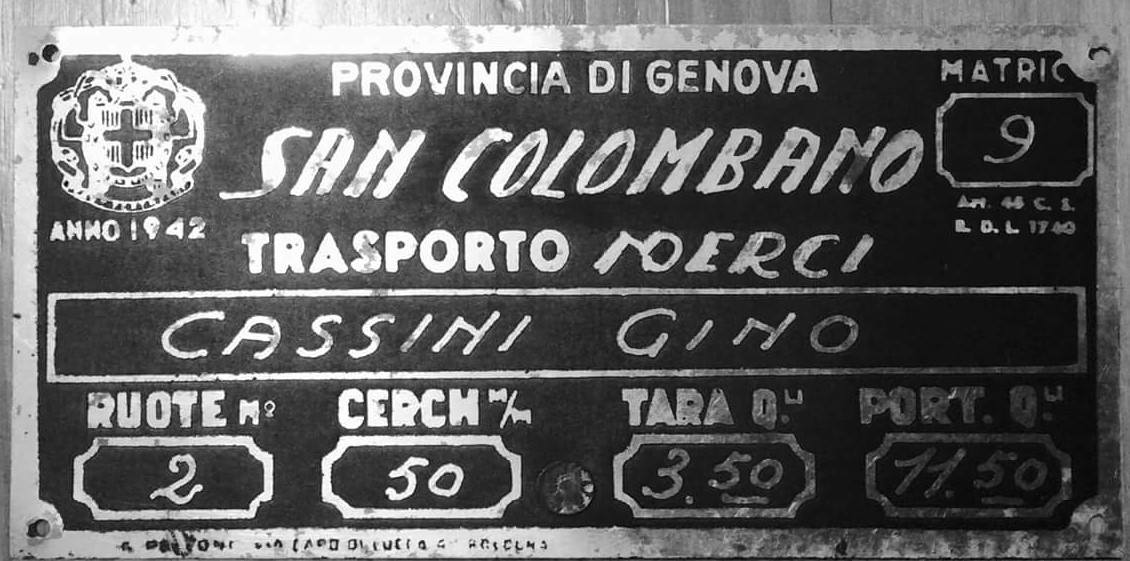 PROVINCIA DI GENOVA
MATRIC
SAN COLOMBANO
9
ANNO 1942
TRASPORTO MERCI
CASSINI GINO
RUOTE Nº CERCH M/M TARA Q.LI PORT. Q.LI
2 50 3.50 11.50